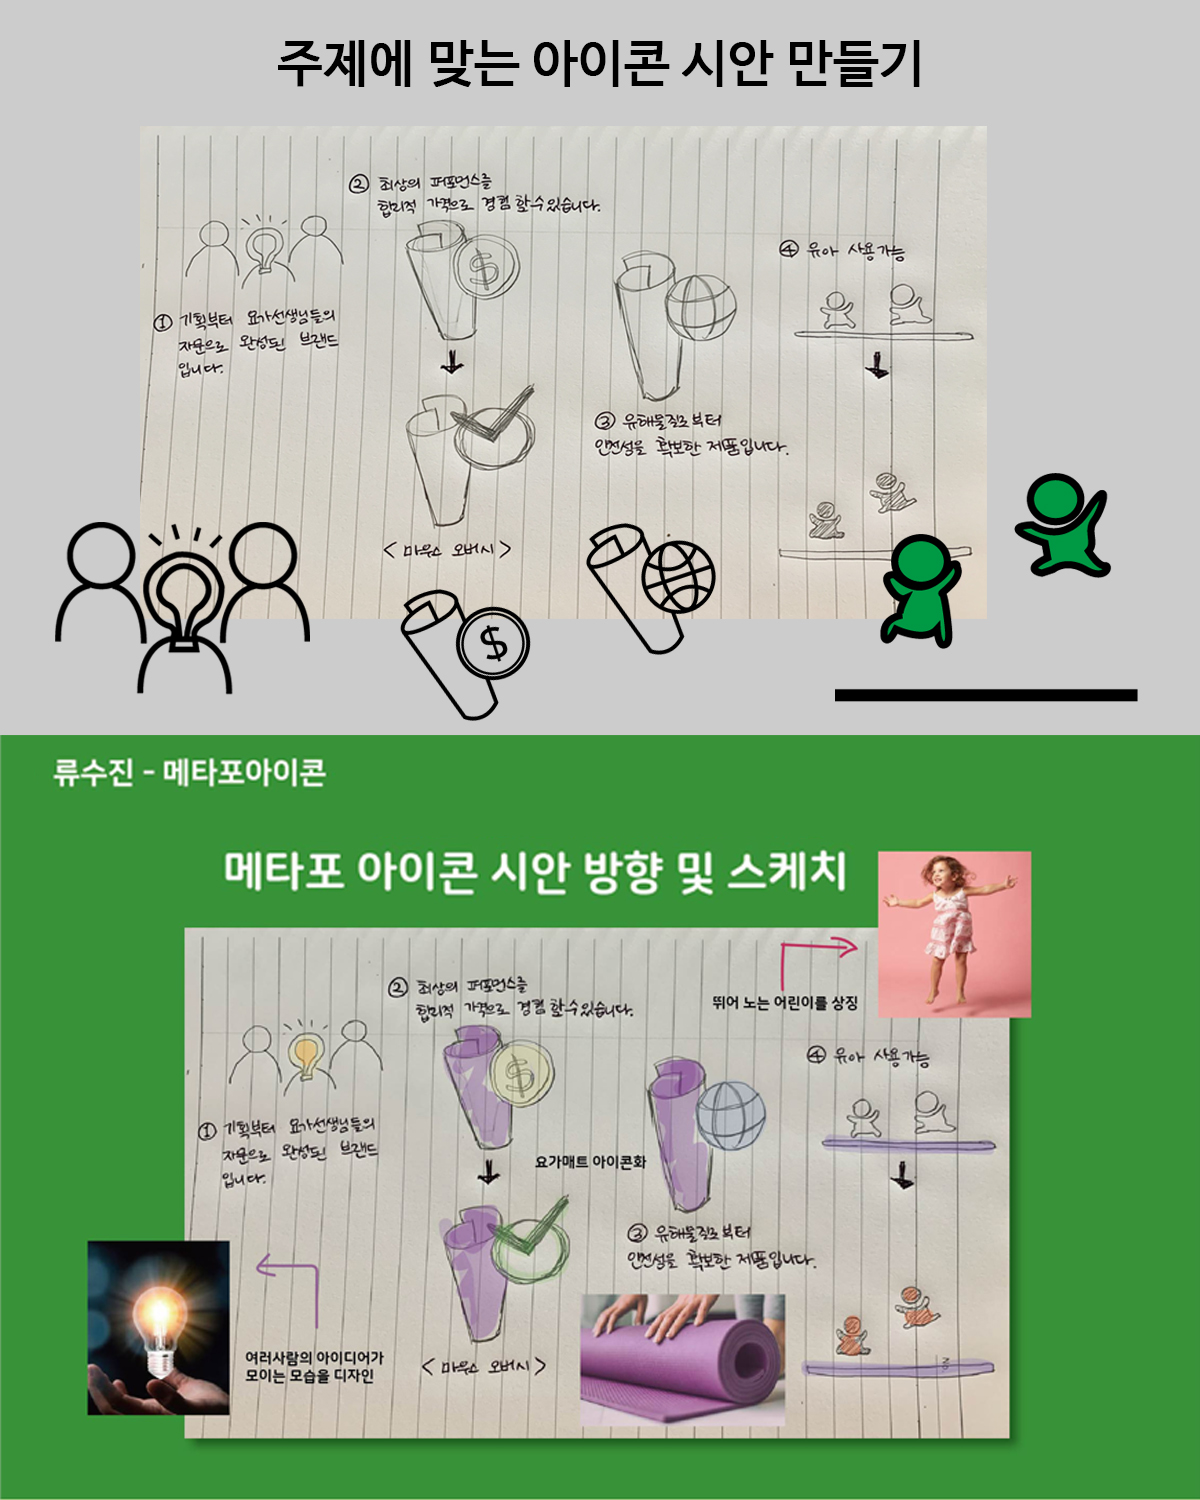 주제에 맞는 아이콘 시안 만들기
② 최상의 퍼포먼스를
합리적 가격으로 경험 할 수 있습니다.
④ 유아 사용가능
$
① 기획부터 요가선생님들의
자문으로 완성된 브랜드
입니다.
③ 유해물질로부터
안전성을 확보한 제품입니다.
< 마우스 오버시 >
$
류수진 - 메타포아이콘
메타포 아이콘 시안 방향 및 스케치
② 최상의 퍼포먼스를
합리적 가격으로 경험 할 수 있습니다.
뛰어 노는 어린이를 상징
④ 유아 사용가능
$
① 기획부터 요가선생님들의
자문으로 완성된 브랜드
입니다.
요가매트 아이콘화
③ 유해물질로부터
안전성을 확보한 제품입니다.
여러사람의 아이디어가
모이는 모습을 디자인
< 마우스 오버시 >